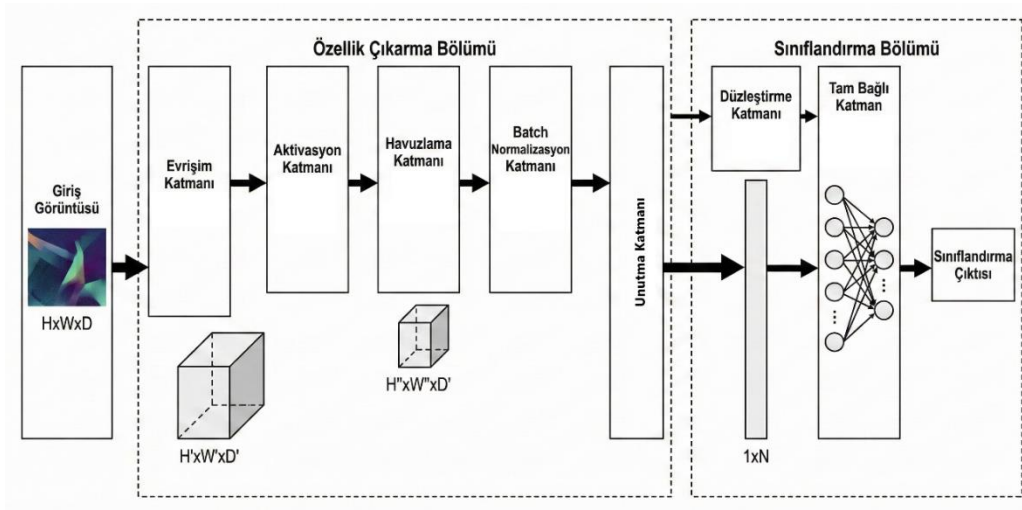 Özellik Çıkarma Bölümü
Sınıflandırma Bölümü
Giriş
Görüntüsü
HxWxD
Evrişim
Katmanı
H'xW'xD'
Aktivasyon
Katmanı
Havuzlama
Katmanı
H"xW"xD'
Batch
Normalizasyon
Katmanı
Unutma Katmanı
Düzleştirme
Katmanı
1xN
Tam Bağlı
Katman
Sınıflandırma
Çıktısı